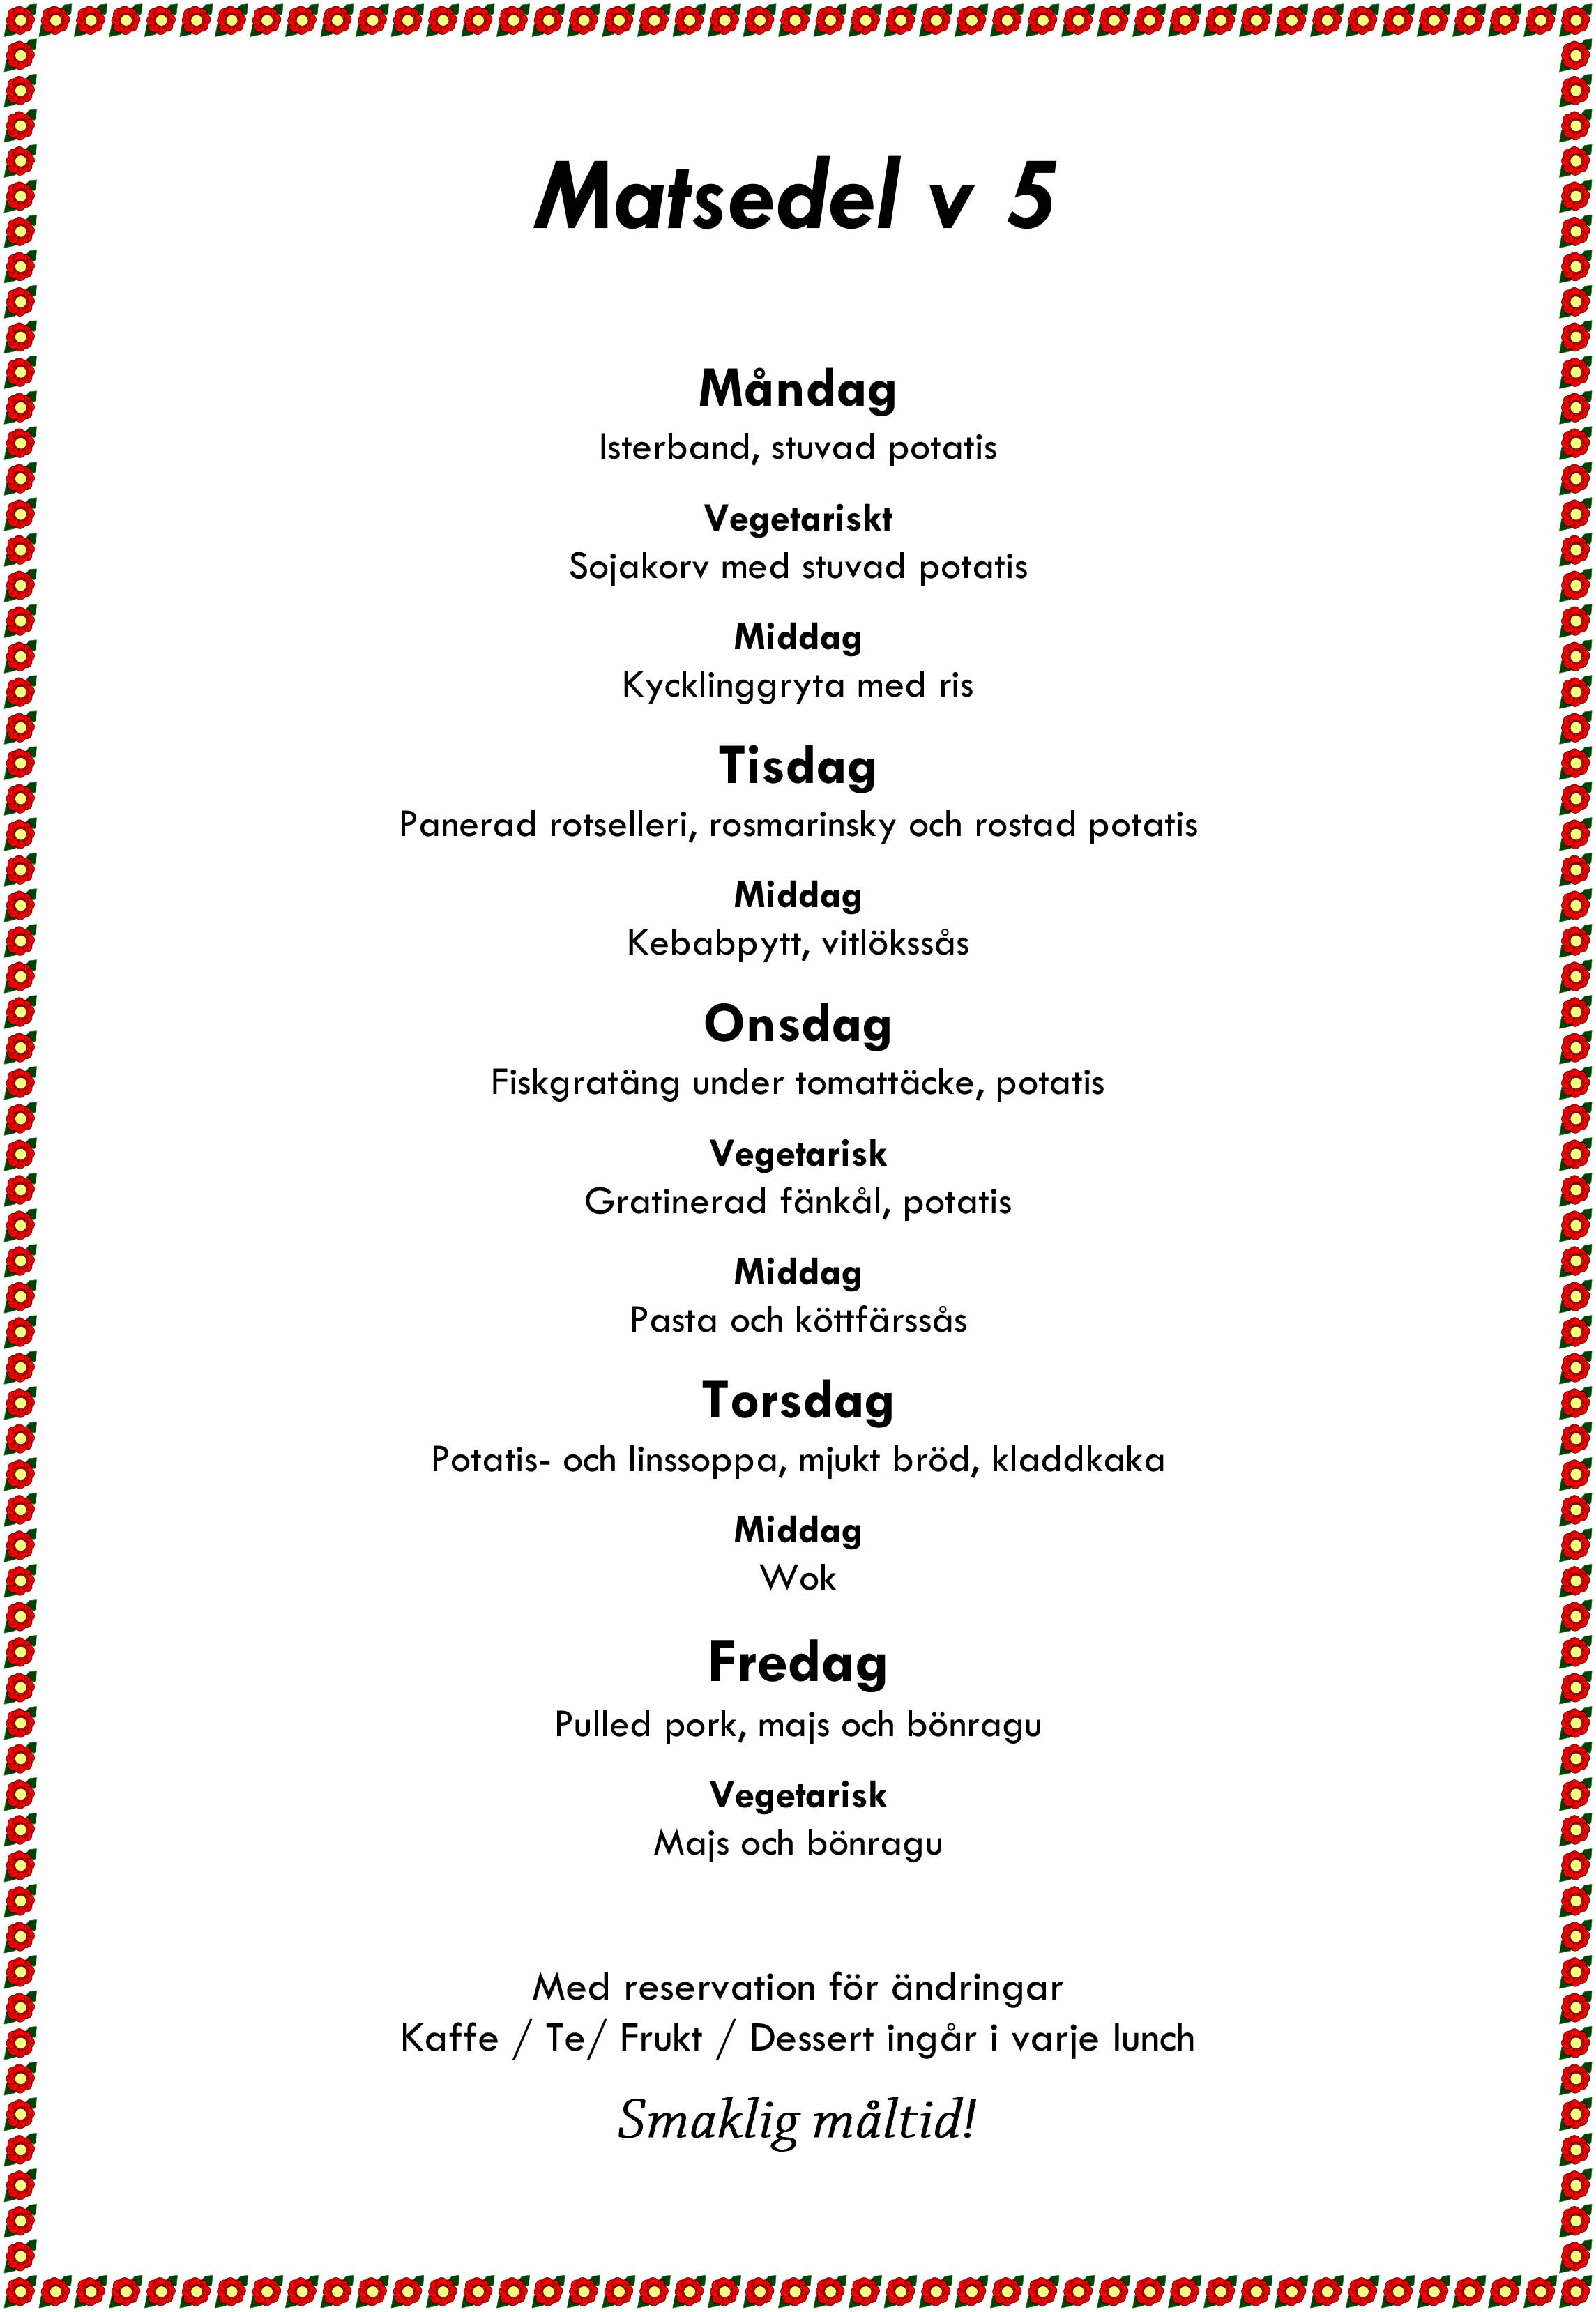 Matsedel v 5
Måndag
Isterband, stuvad potatis
Vegetariskt
Sojakorv med stuvad potatis
Middag
Kycklinggryta med ris
Tisdag
Panerad rotselleri, rosmarinsky och rostad potatis
Middag
Kebabpytt, vitlökssås
Onsdag
Fiskgratäng under tomattäcke, potatis
Vegetarisk
Gratinerad fänkål, potatis
Middag
Pasta och köttfärssås
Torsdag
Potatis- och linssoppa, mjukt bröd, kladdkaka
Middag
Wok
Fredag
Pulled pork, majs och bönragu
Vegetarisk
Majs och bönragu
Med reservation för ändringar
Kaffe / Te/ Frukt / Dessert ingår i varje lunch
Smaklig måltid!